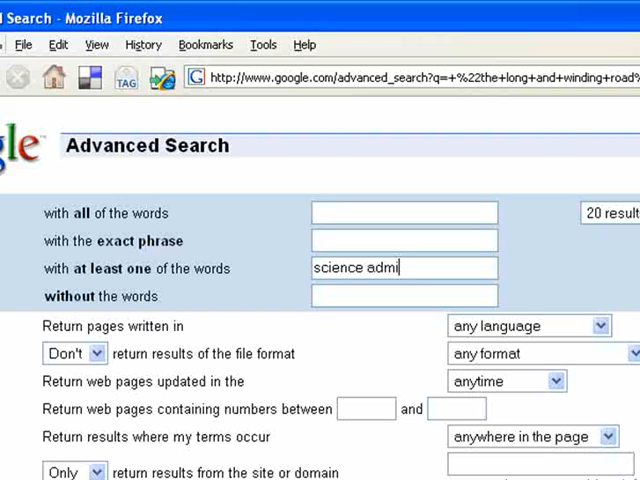 d Search - Mozilla Firefox
File Edit View History Bookmarks Tools Help
TAG G http://www.google.com/advanced_search?q=+%22the+long+and+winding+road%
gle™ Advanced Search
with all of the words 20 result
with the exact phrase
with at least one of the words science admi
without the words
Return pages written in any language
Don't return results of the file format any format
Return web pages updated in the anytime
Return web pages containing numbers between and
Return results where my terms occur anywhere in the page
Only return results from the site or domain